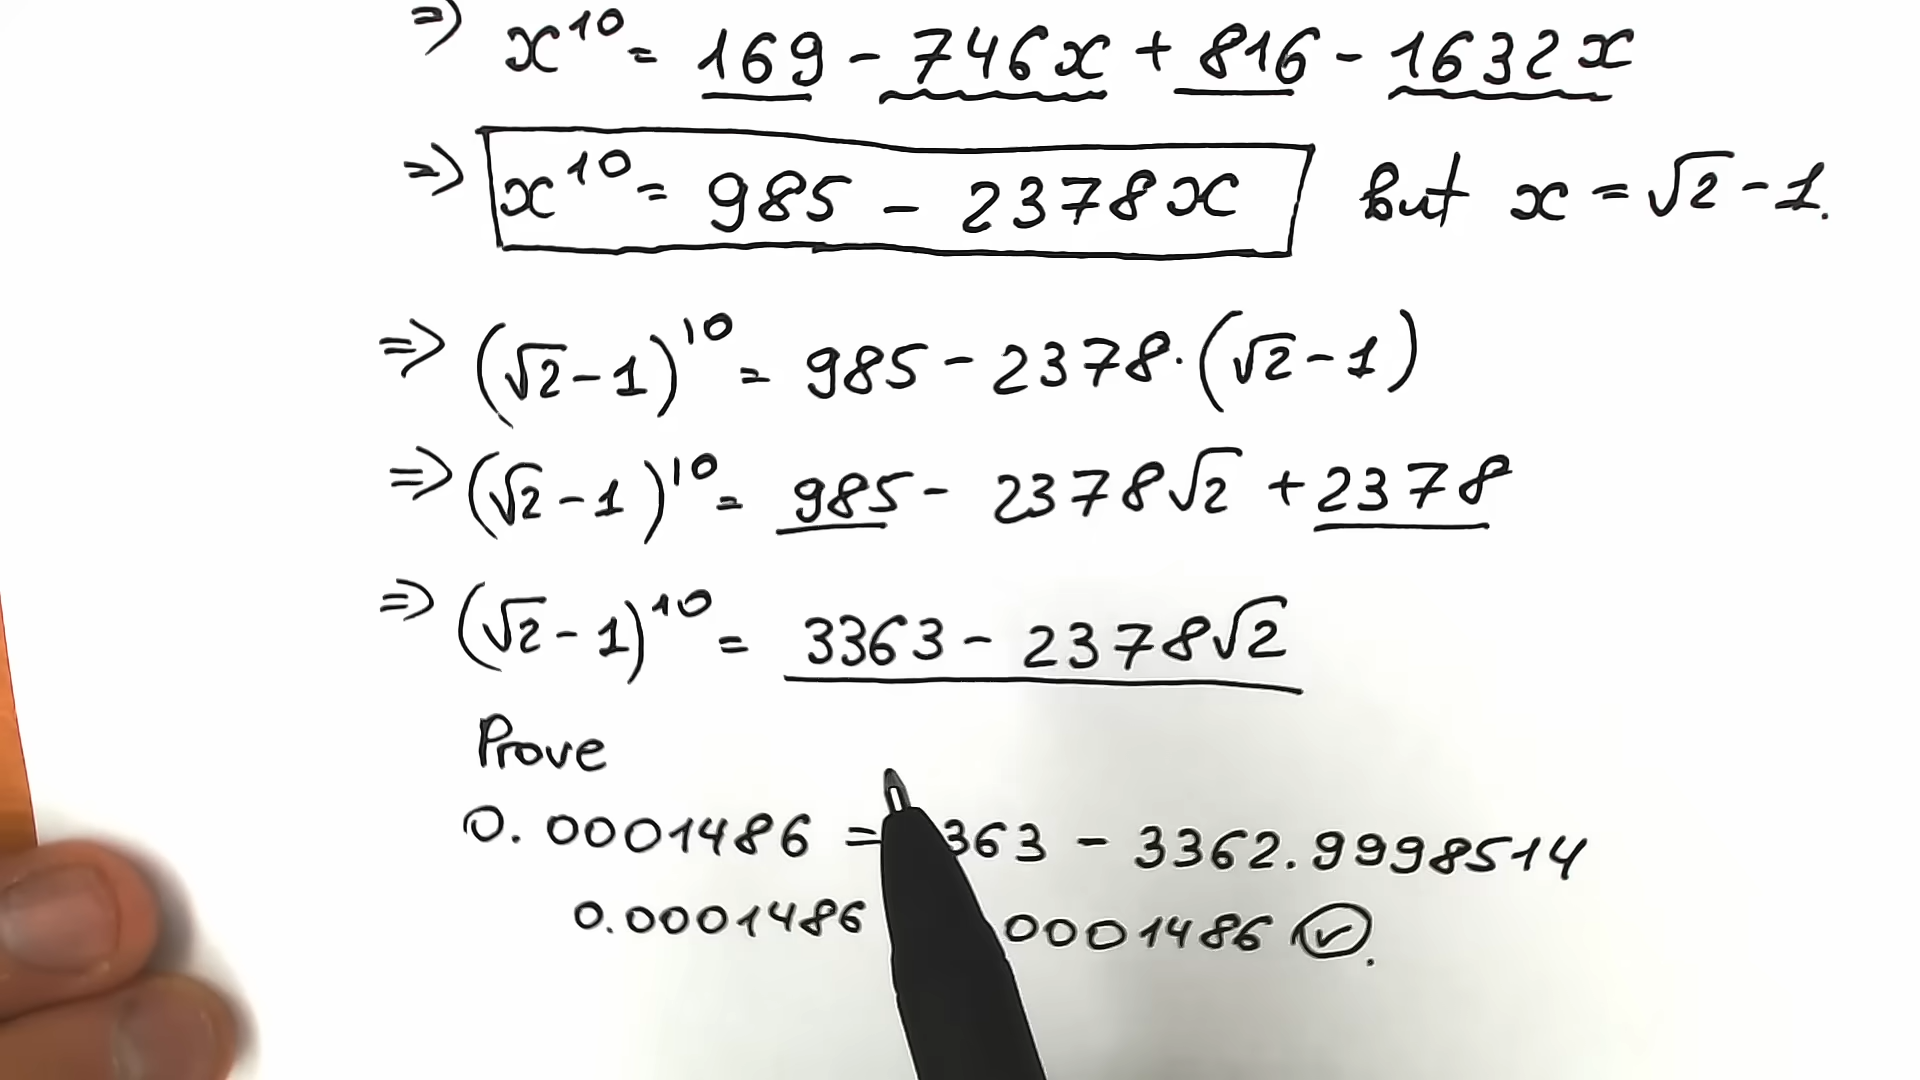 ⇒ x¹⁰ = 169 - 746x + 816 - 1632x
⇒ x¹⁰ = 985 - 2378x but x = √2 - 1.
⇒ (√2 - 1)¹⁰ = 985 - 2378·(√2 - 1)
⇒ (√2 - 1)¹⁰ = 985 - 2378√2 + 2378
⇒ (√2 - 1)¹⁰ = 3363 - 2378√2
Prove
0.0001486 = 363 - 3362.9998514
0.0001486 0001486 ✓.